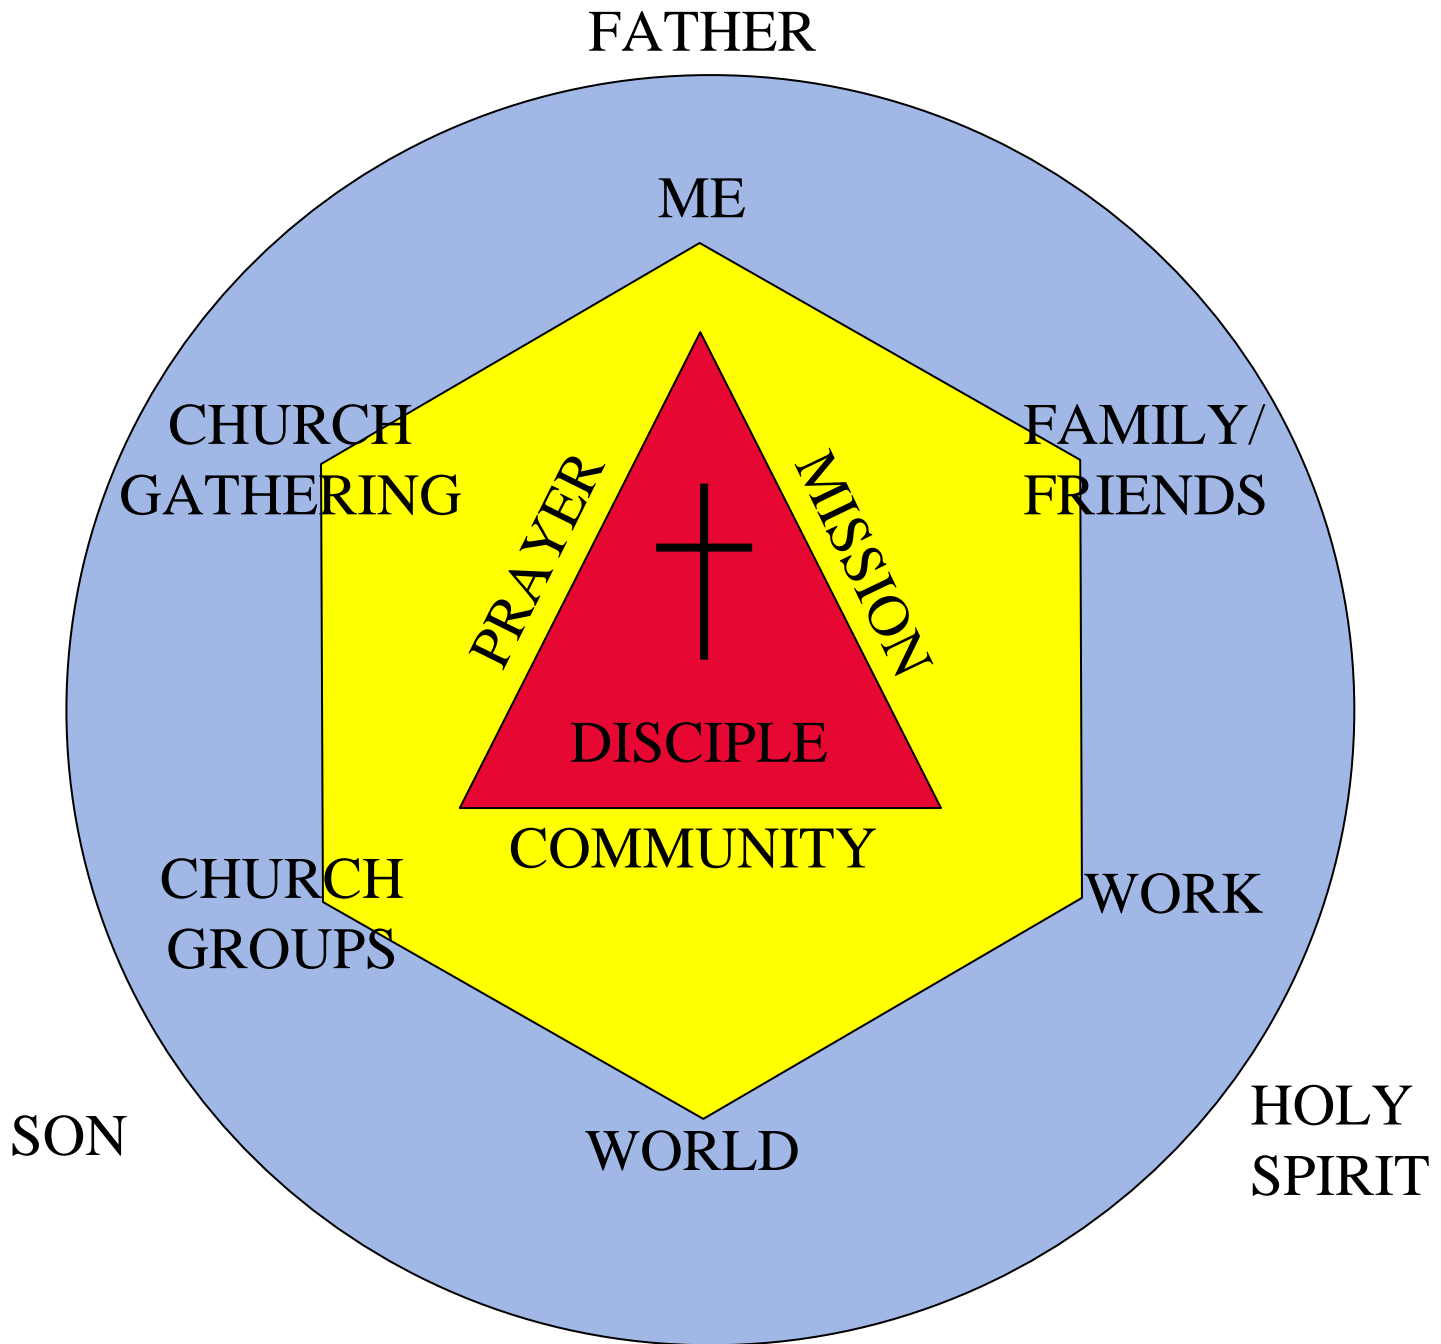 FATHER
ME
CHURCH
GATHERING
FAMILY/
FRIENDS
PRAYER
MISSION
DISCIPLE
COMMUNITY
CHURCH
GROUPS
WORK
WORLD
SON
HOLY
SPIRIT